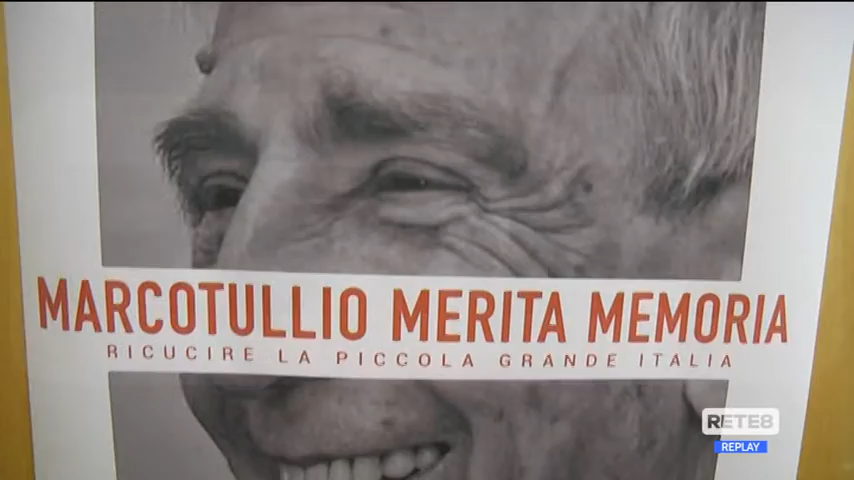 MARCOTULLIO MERITA MEMORIA
RICUCIRE LA PICCOLA GRANDE ITALIA
RETE8
REPLAY